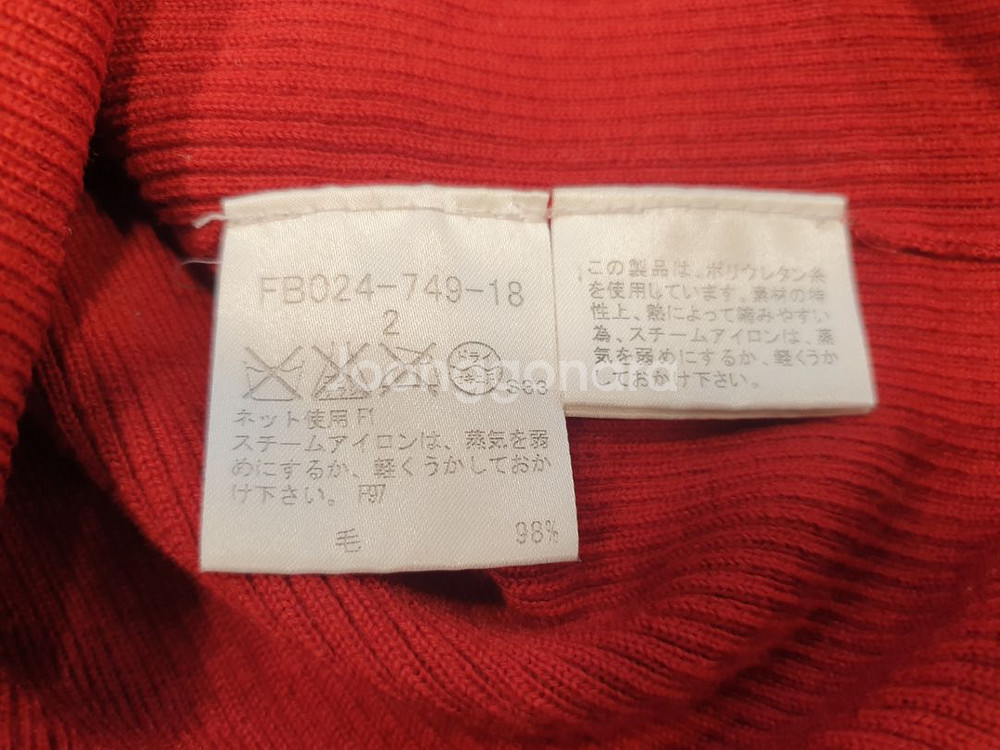 FB024-749-18
2
ドライ
S83
ネット使用 F1
スチームアイロンは、蒸気を弱
めにするか、軽くうかしておか
け下さい。 F97
毛 98%
この製品は、ポリウレタン糸
を使用しています。素材の特
性上、熱によって縮みやすい
為、スチームアイロンは、蒸
気を弱めにするか、軽くうか
しておかけ下さい。